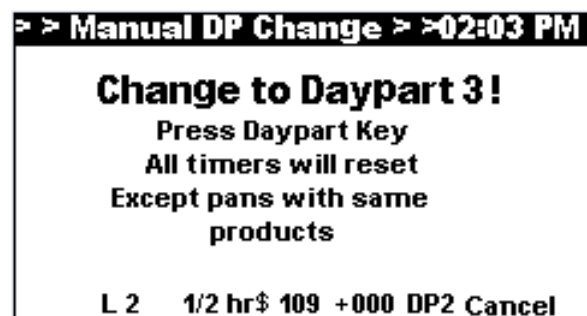 > > Manual DP Change > >02:03 PM
Change to Daypart 3!
Press Daypart Key
All timers will reset
Except pans with same
products
L 2 1/2 hr$ 109 +000 DP2 Cancel